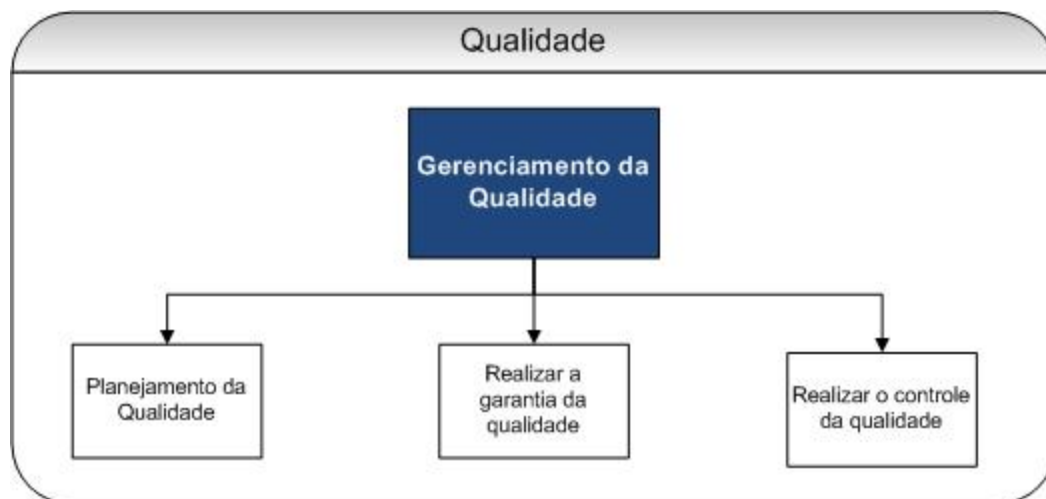 Qualidade
Gerenciamento da
Qualidade
Planejamento da
Qualidade
Realizar a
garantia da
qualidade
Realizar o controle
da qualidade